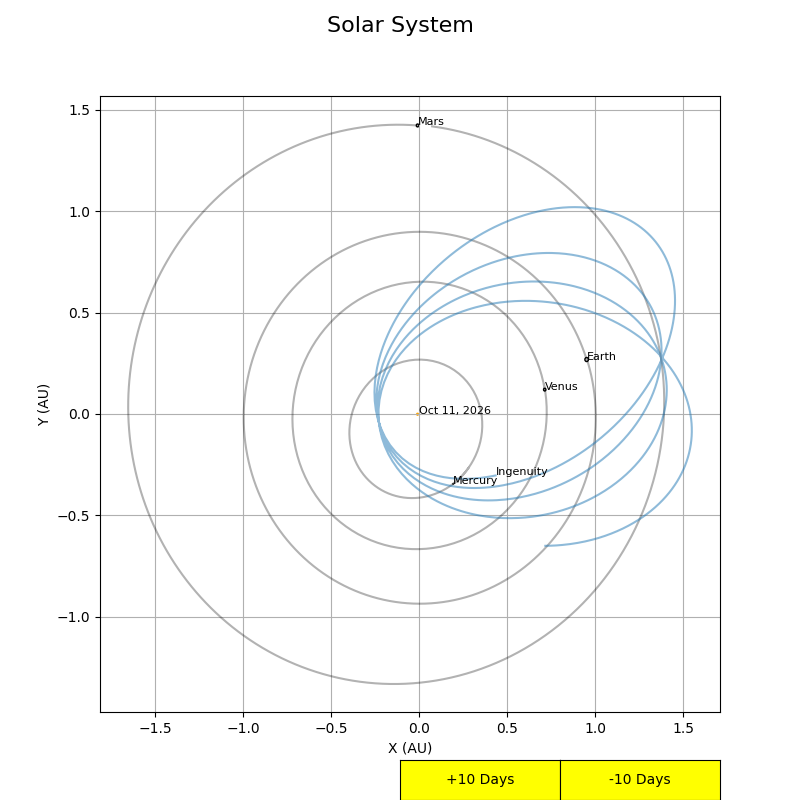 Solar System
1.5
Mars
1.0
0.5
Earth
Venus
Y (AU)
0.0
Oct 11, 2026
Ingenuity
Mercury
−0.5
−1.0
−1.5 −1.0 −0.5 0.0 0.5 1.0 1.5
X (AU)
+10 Days -10 Days